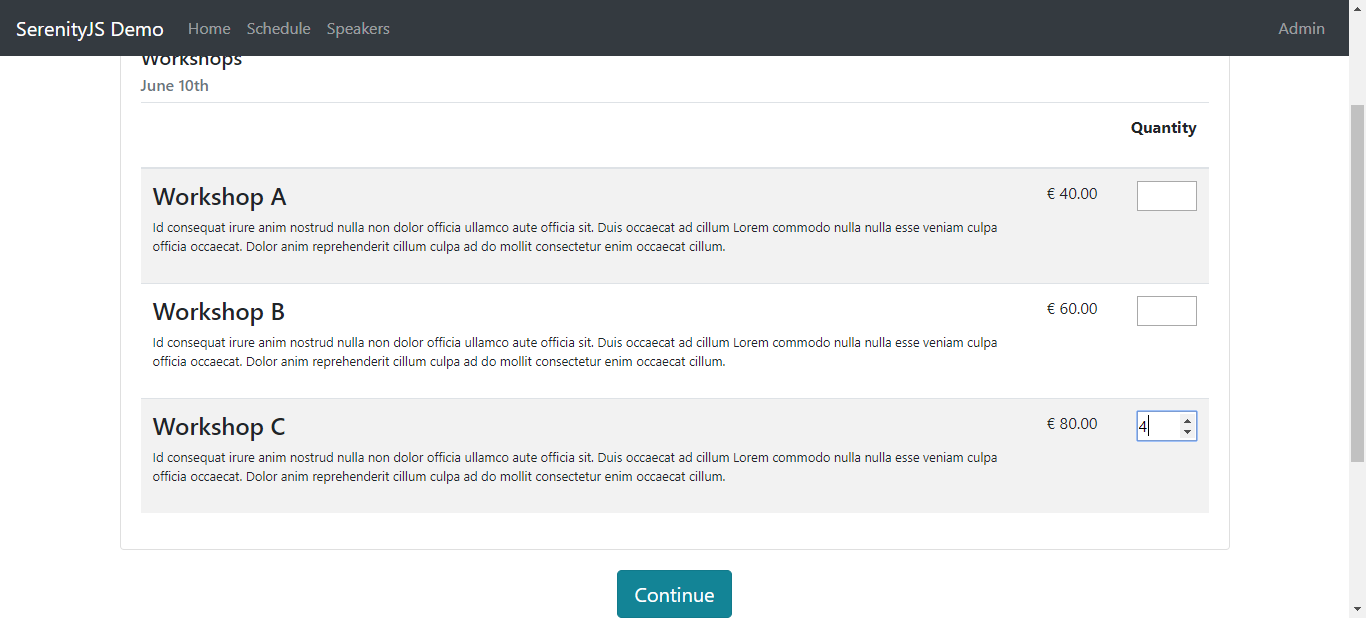 SerenityJS Demo Home Schedule Speakers Admin
Workshops
June 10th
Quantity
Workshop A € 40.00
Id consequat irure anim nostrud nulla non dolor officia ullamco aute officia sit. Duis occaecat ad cillum Lorem commodo nulla nulla esse veniam culpa
officia occaecat. Dolor anim reprehenderit cillum culpa ad do mollit consectetur enim occaecat cillum.
Workshop B € 60.00
Id consequat irure anim nostrud nulla non dolor officia ullamco aute officia sit. Duis occaecat ad cillum Lorem commodo nulla nulla esse veniam culpa
officia occaecat. Dolor anim reprehenderit cillum culpa ad do mollit consectetur enim occaecat cillum.
Workshop C € 80.00 4
Id consequat irure anim nostrud nulla non dolor officia ullamco aute officia sit. Duis occaecat ad cillum Lorem commodo nulla nulla esse veniam culpa
officia occaecat. Dolor anim reprehenderit cillum culpa ad do mollit consectetur enim occaecat cillum.
Continue